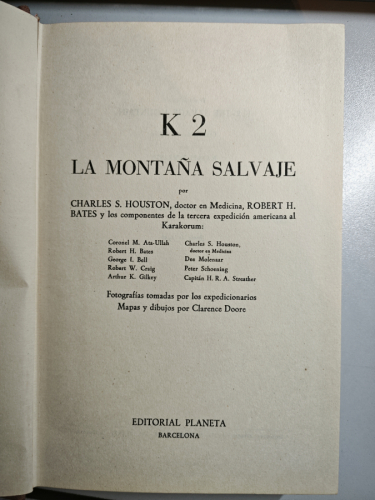 K 2
LA MONTAÑA SALVAJE
por
CHARLES S. HOUSTON, doctor en Medicina, ROBERT H.
BATES y los componentes de la tercera expedición americana al
Karakorum:
Coronel M. Ata-Ullah
Robert H. Bates
George I. Bell
Robert W. Craig
Arthur K. Gilkey
Charles S. Houston,
doctor en Medicina
Dee Molenaar
Peter Schoening
Capitán H. R. A. Streather
Fotografías tomadas por los expedicionarios
Mapas y dibujos por Clarence Doore
EDITORIAL PLANETA
BARCELONA